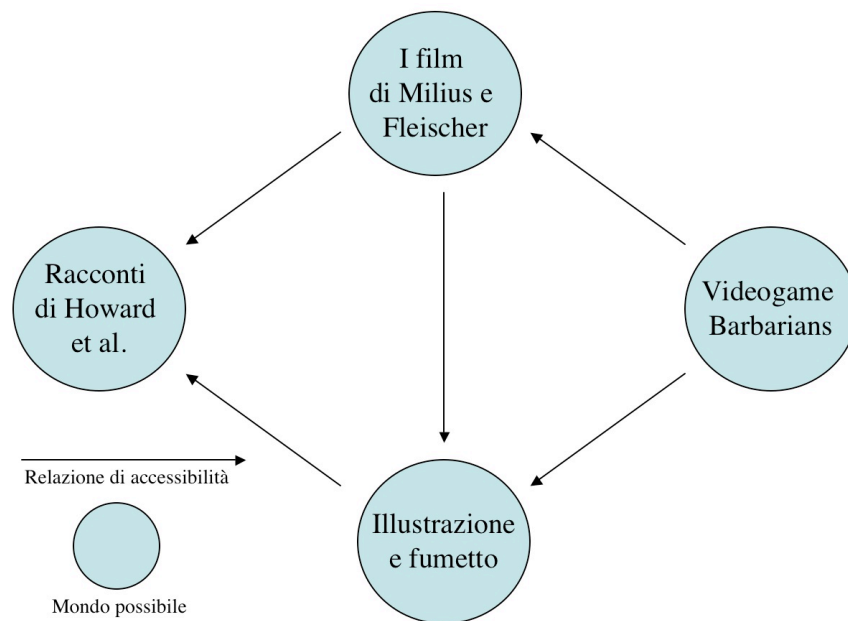 I film
di Milius e
Fleischer
Racconti
di Howard
et al.
Videogame
Barbarians
Relazione di accessibilità
Illustrazione
e fumetto
Mondo possibile